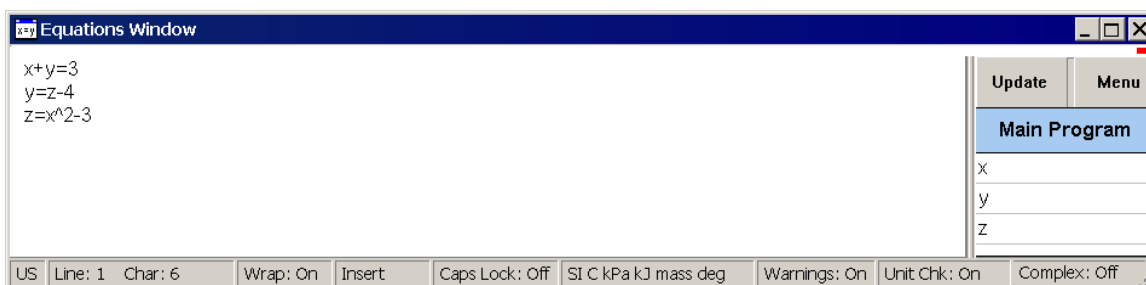 x=y Equations Window
x+y=3
y=z-4
z=x^2-3
Update Menu
Main Program
x
y
z
US Line: 1 Char: 6 Wrap: On Insert Caps Lock: Off SI C kPa kJ mass deg Warnings: On Unit Chk: On Complex: Off